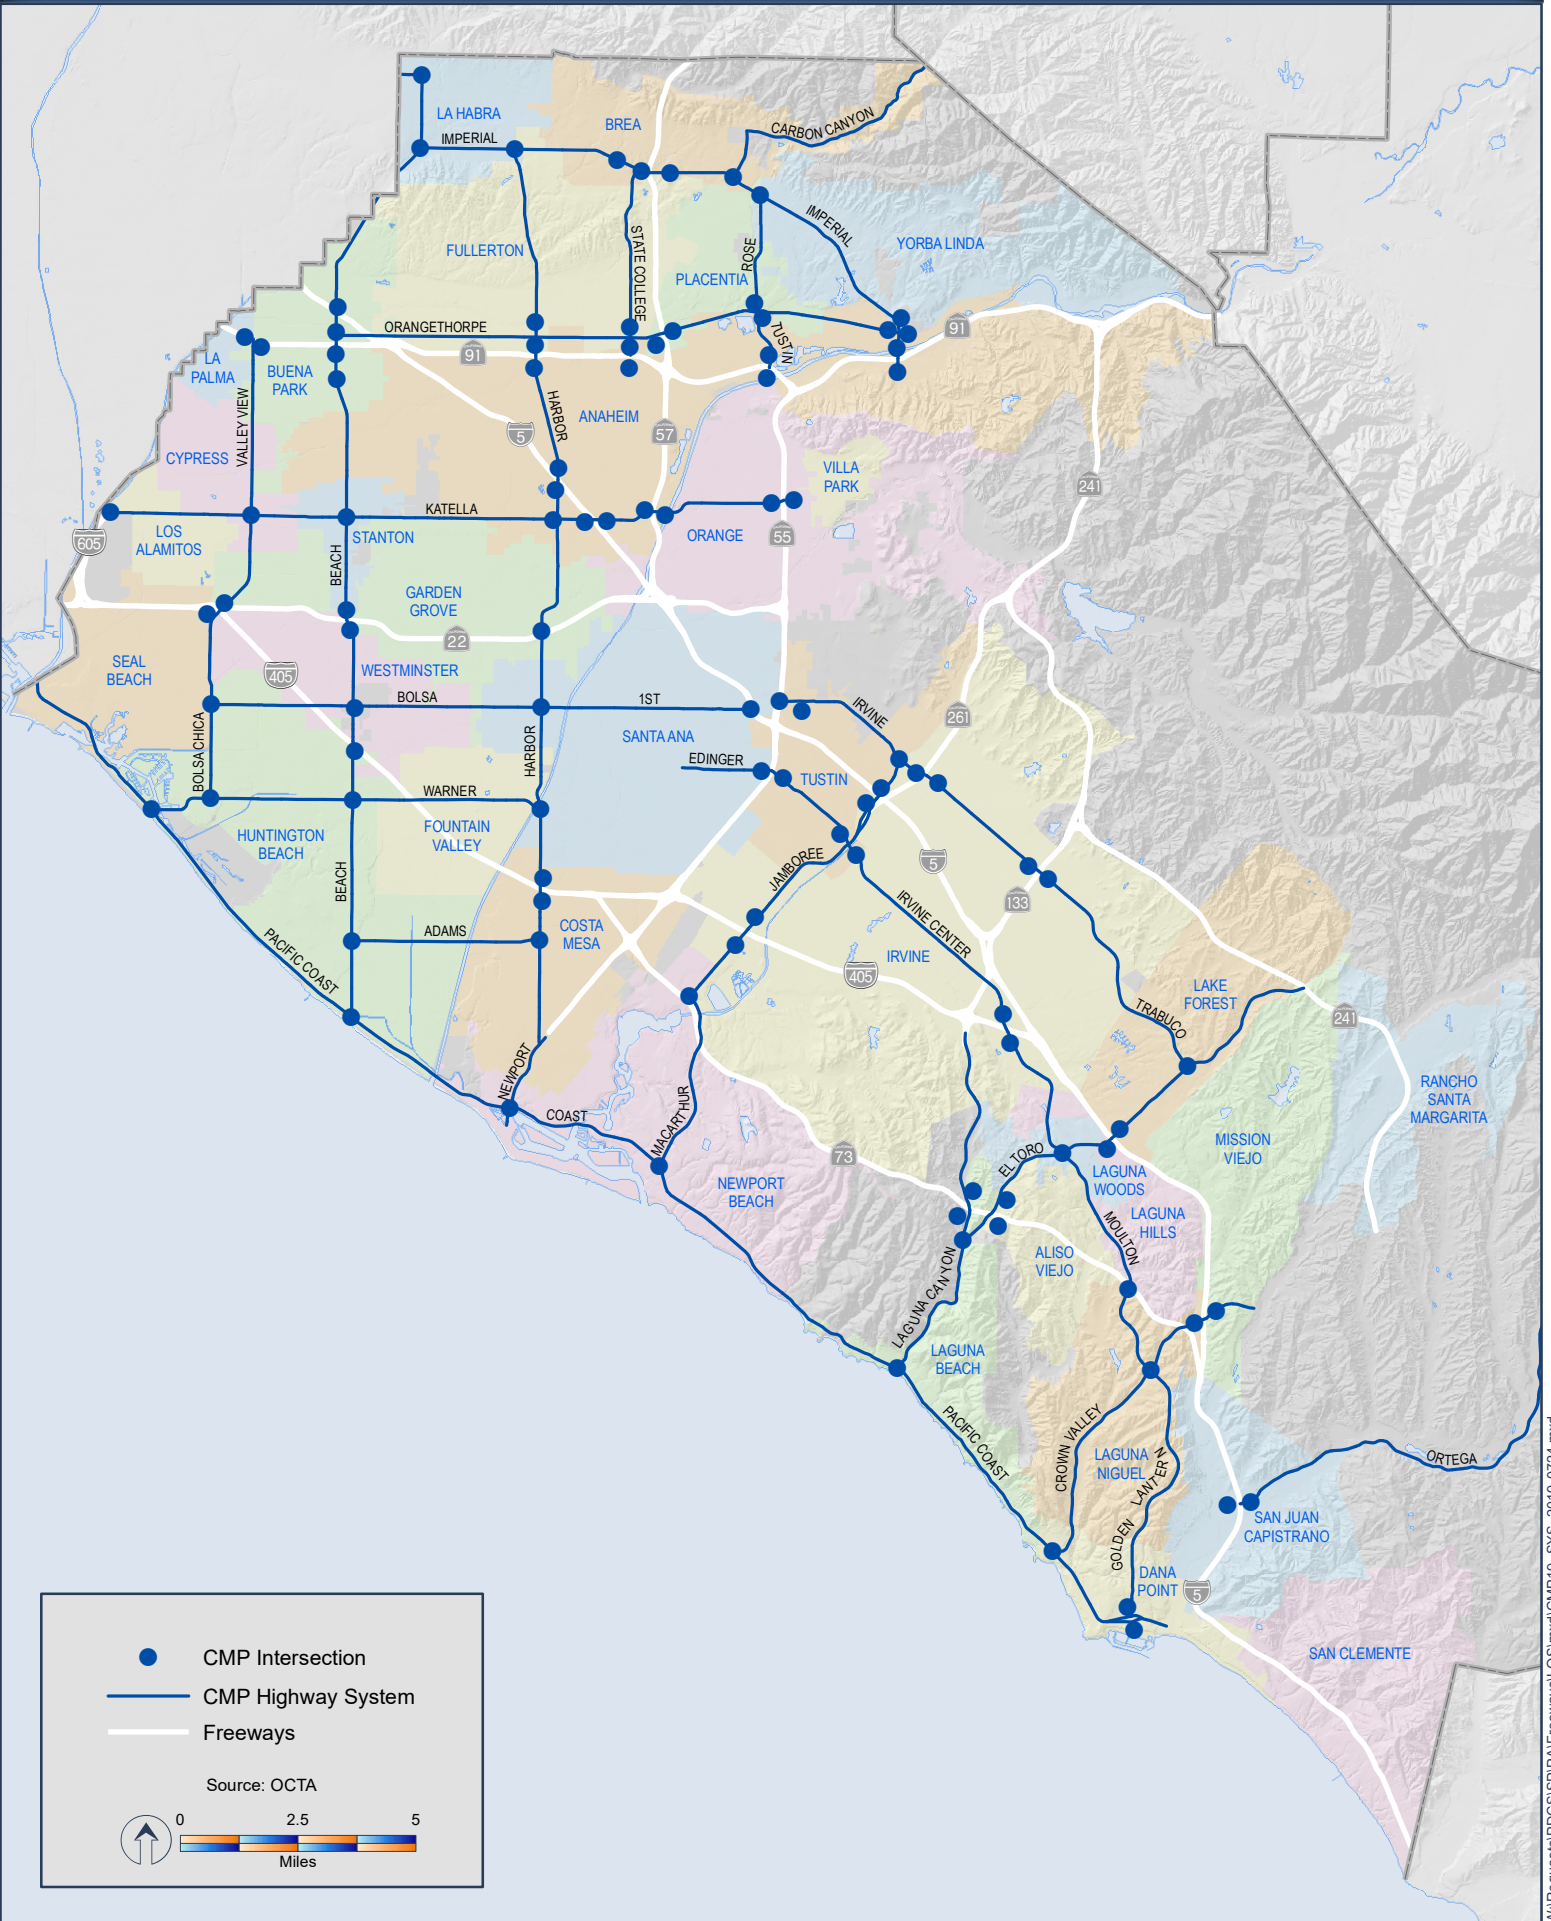 LA HABRA
IMPERIAL
BREA
CARBON CANYON
IMPERIAL
FULLERTON
STATE COLLEGE
ROSE
YORBA LINDA
PLACENTIA
ORANGETHORPE
TUSTIN
91
91
LA
PALMA
BUENA
PARK
VALLEY VIEW
HARBOR
ANAHEIM
5
57
CYPRESS
VILLA
PARK
241
KATELLA
LOS
ALAMITOS
STANTON
ORANGE
55
605
BEACH
GARDEN
GROVE
22
SEAL
BEACH
405
WESTMINSTER
BOLSA
1ST
IRVINE
261
BOLSA CHICA
HARBOR
SANTA ANA
EDINGER
TUSTIN
WARNER
HUNTINGTON
BEACH
FOUNTAIN
VALLEY
BEACH
JAMBOREE
5
133
IRVINE CENTER
ADAMS
COSTA
MESA
IRVINE
405
PACIFIC COAST
LAKE
FOREST
TRABUCO
241
NEWPORT
COAST
MACARTHUR
RANCHO
SANTA
MARGARITA
MISSION
VIEJO
73
EL TORO
LAGUNA
WOODS
NEWPORT
BEACH
LAGUNA
HILLS
MOULTON
ALISO
VIEJO
LAGUNA CANYON
LAGUNA
BEACH
PACIFIC COAST
CROWN VALLEY
LAGUNA
NIGUEL
GOLDEN LANTERN
ORTEGA
SAN JUAN
CAPISTRANO
DANA
POINT
5
SAN CLEMENTE
CMP Intersection
CMP Highway System
Freeways
Source: OCTA
0 2.5 5
Miles